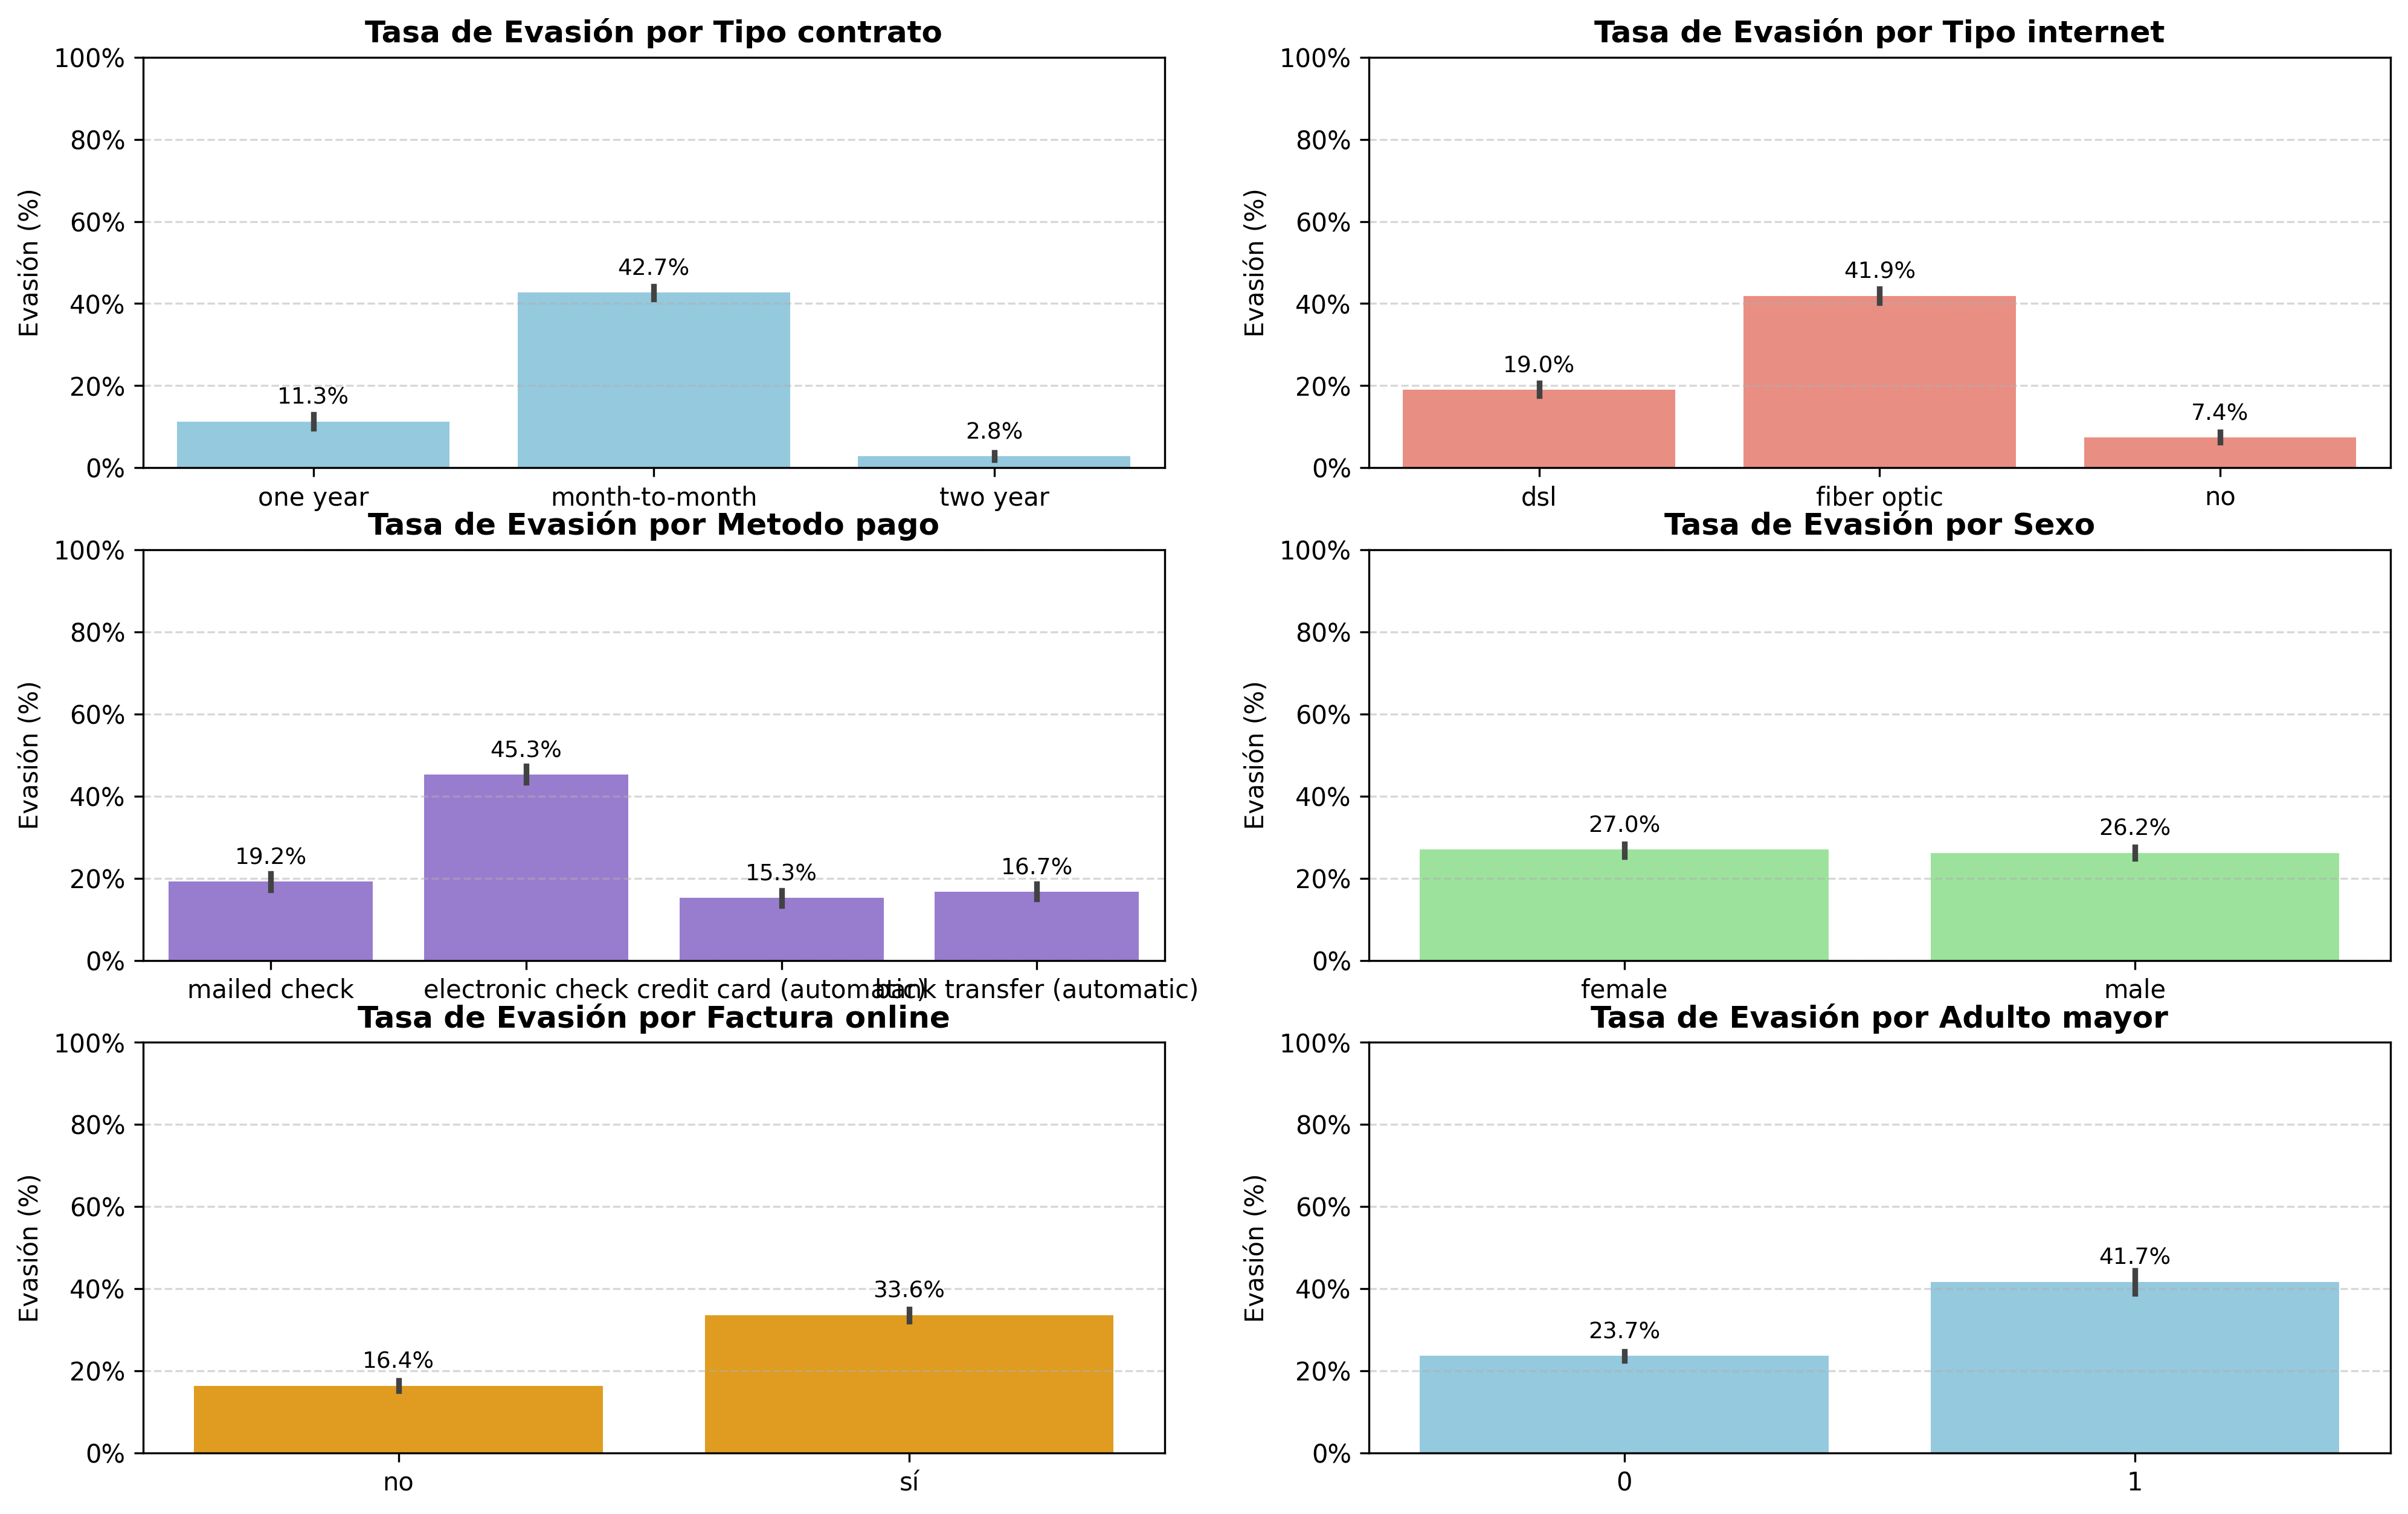 Tasa de Evasión por Tipo contrato
100%
80%
60%
40%
20%
0%
Evasión (%)
11.3%
42.7%
2.8%
one year
month-to-month
two year
Tasa de Evasión por Tipo internet
100%
80%
60%
40%
20%
0%
Evasión (%)
19.0%
41.9%
7.4%
dsl
fiber optic
no
Tasa de Evasión por Metodo pago
100%
80%
60%
40%
20%
0%
Evasión (%)
19.2%
45.3%
15.3%
16.7%
mailed check
electronic check
credit card (automatic)
bank transfer (automatic)
Tasa de Evasión por Sexo
100%
80%
60%
40%
20%
0%
Evasión (%)
27.0%
26.2%
female
male
Tasa de Evasión por Factura online
100%
80%
60%
40%
20%
0%
Evasión (%)
16.4%
33.6%
no
sí
Tasa de Evasión por Adulto mayor
100%
80%
60%
40%
20%
0%
Evasión (%)
23.7%
41.7%
0
1